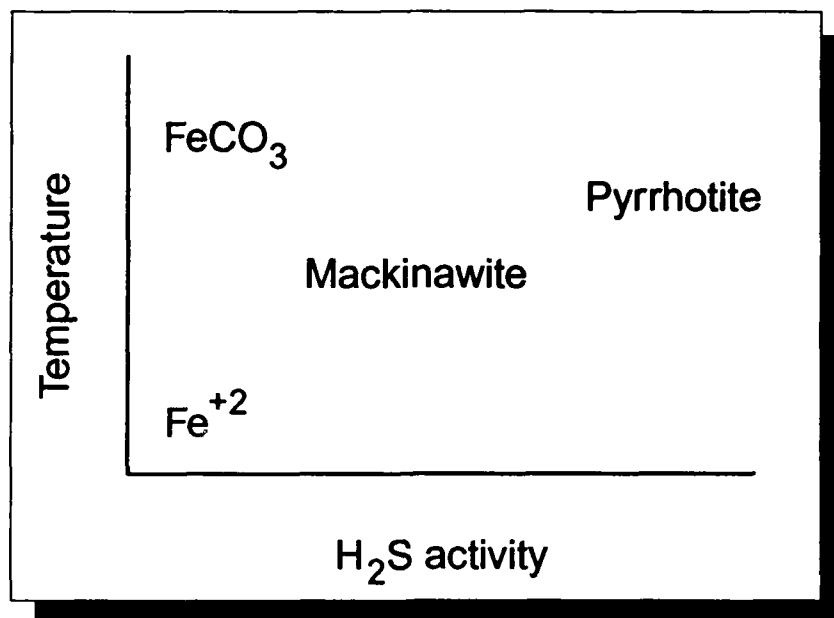 FeCO₃
Pyrrhotite
Mackinawite
Fe⁺²
Temperature
H₂S activity